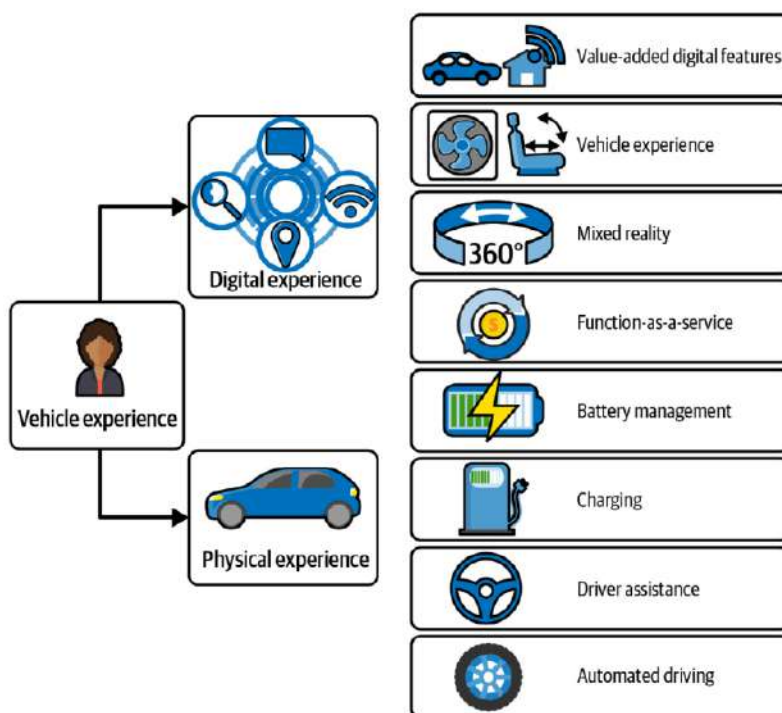 Value-added digital features
Vehicle experience
Mixed reality
360°
Function-as-a-service
$
Battery management
Charging
Driver assistance
Automated driving
Digital experience
Vehicle experience
Physical experience